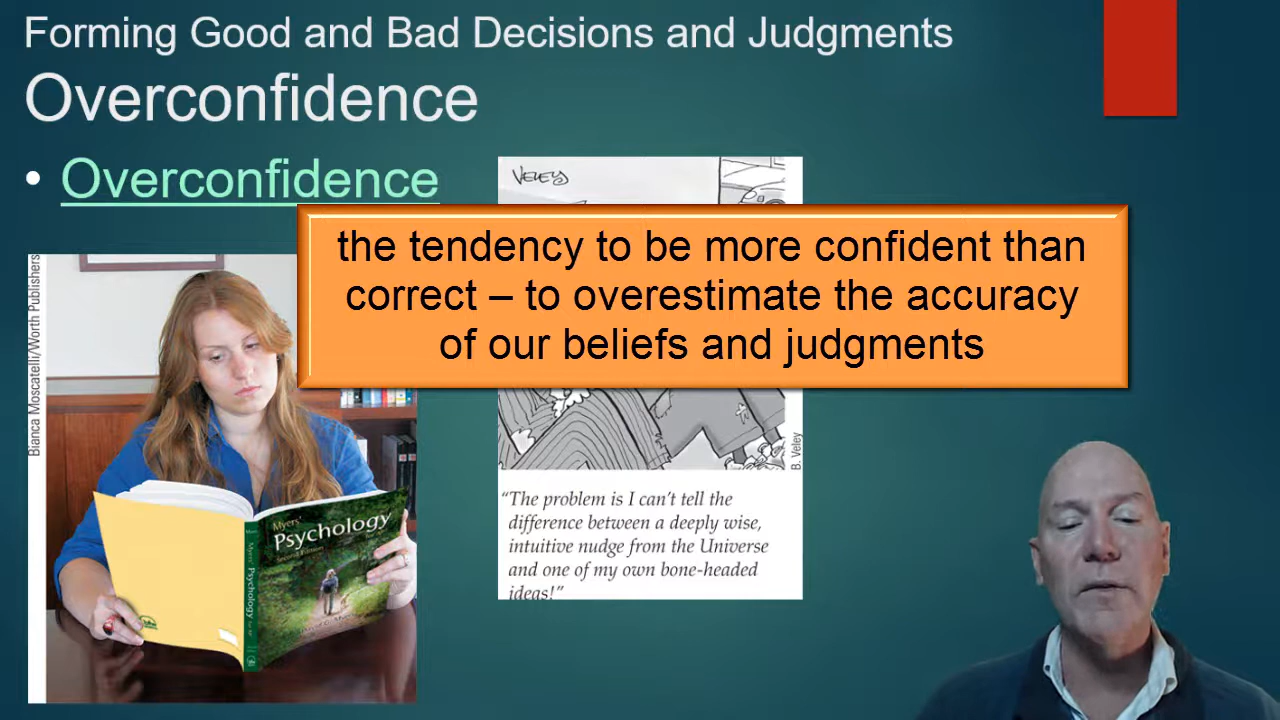 Forming Good and Bad Decisions and Judgments
Overconfidence
• Overconfidence
VELEY
the tendency to be more confident than
correct – to overestimate the accuracy
of our beliefs and judgments
Bianca Moscatelli/Worth Publishers
Myers'
Psychology
B. Veley
“The problem is I can’t tell the
difference between a deeply wise,
intuitive nudge from the Universe
and one of my own bone-headed
ideas!”